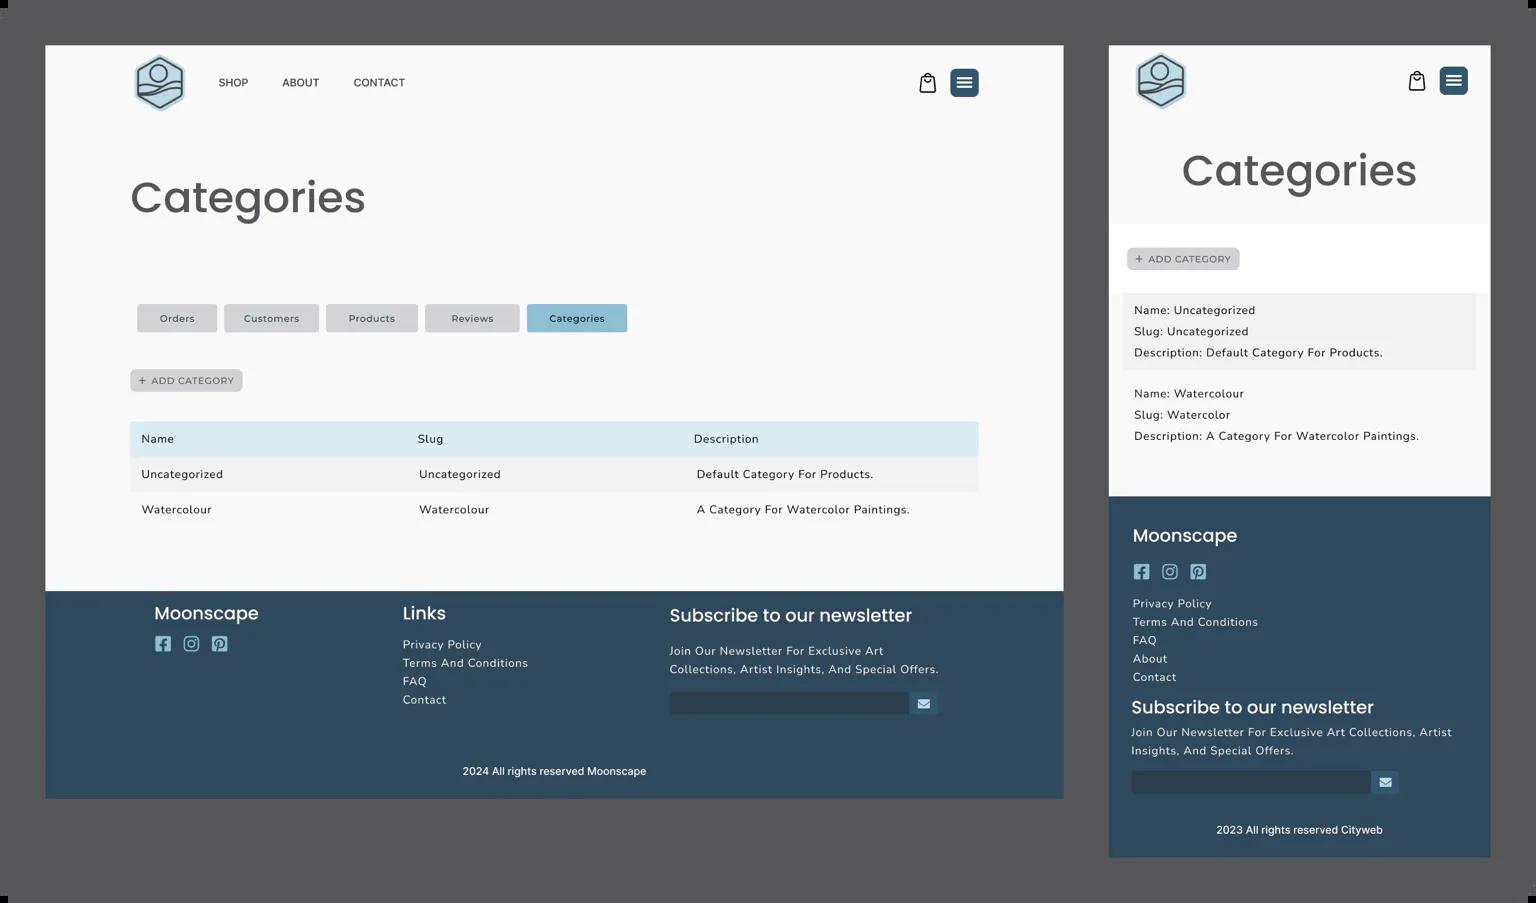 SHOP ABOUT CONTACT
Categories
Orders Customers Products Reviews Categories
+ ADD CATEGORY
Name Slug Description
Uncategorized Uncategorized Default Category For Products.
Watercolour Watercolour A Category For Watercolor Paintings.
Moonscape
Links
Privacy Policy
Terms And Conditions
FAQ
Contact
Subscribe to our newsletter
Join Our Newsletter For Exclusive Art
Collections, Artist Insights, And Special Offers.
2024 All rights reserved Moonscape
Categories
+ ADD CATEGORY
Name: Uncategorized
Slug: Uncategorized
Description: Default Category For Products.
Name: Watercolour
Slug: Watercolor
Description: A Category For Watercolor Paintings.
Moonscape
Privacy Policy
Terms And Conditions
FAQ
About
Contact
Subscribe to our newsletter
Join Our Newsletter For Exclusive Art Collections, Artist
Insights, And Special Offers.
2023 All rights reserved Cityweb